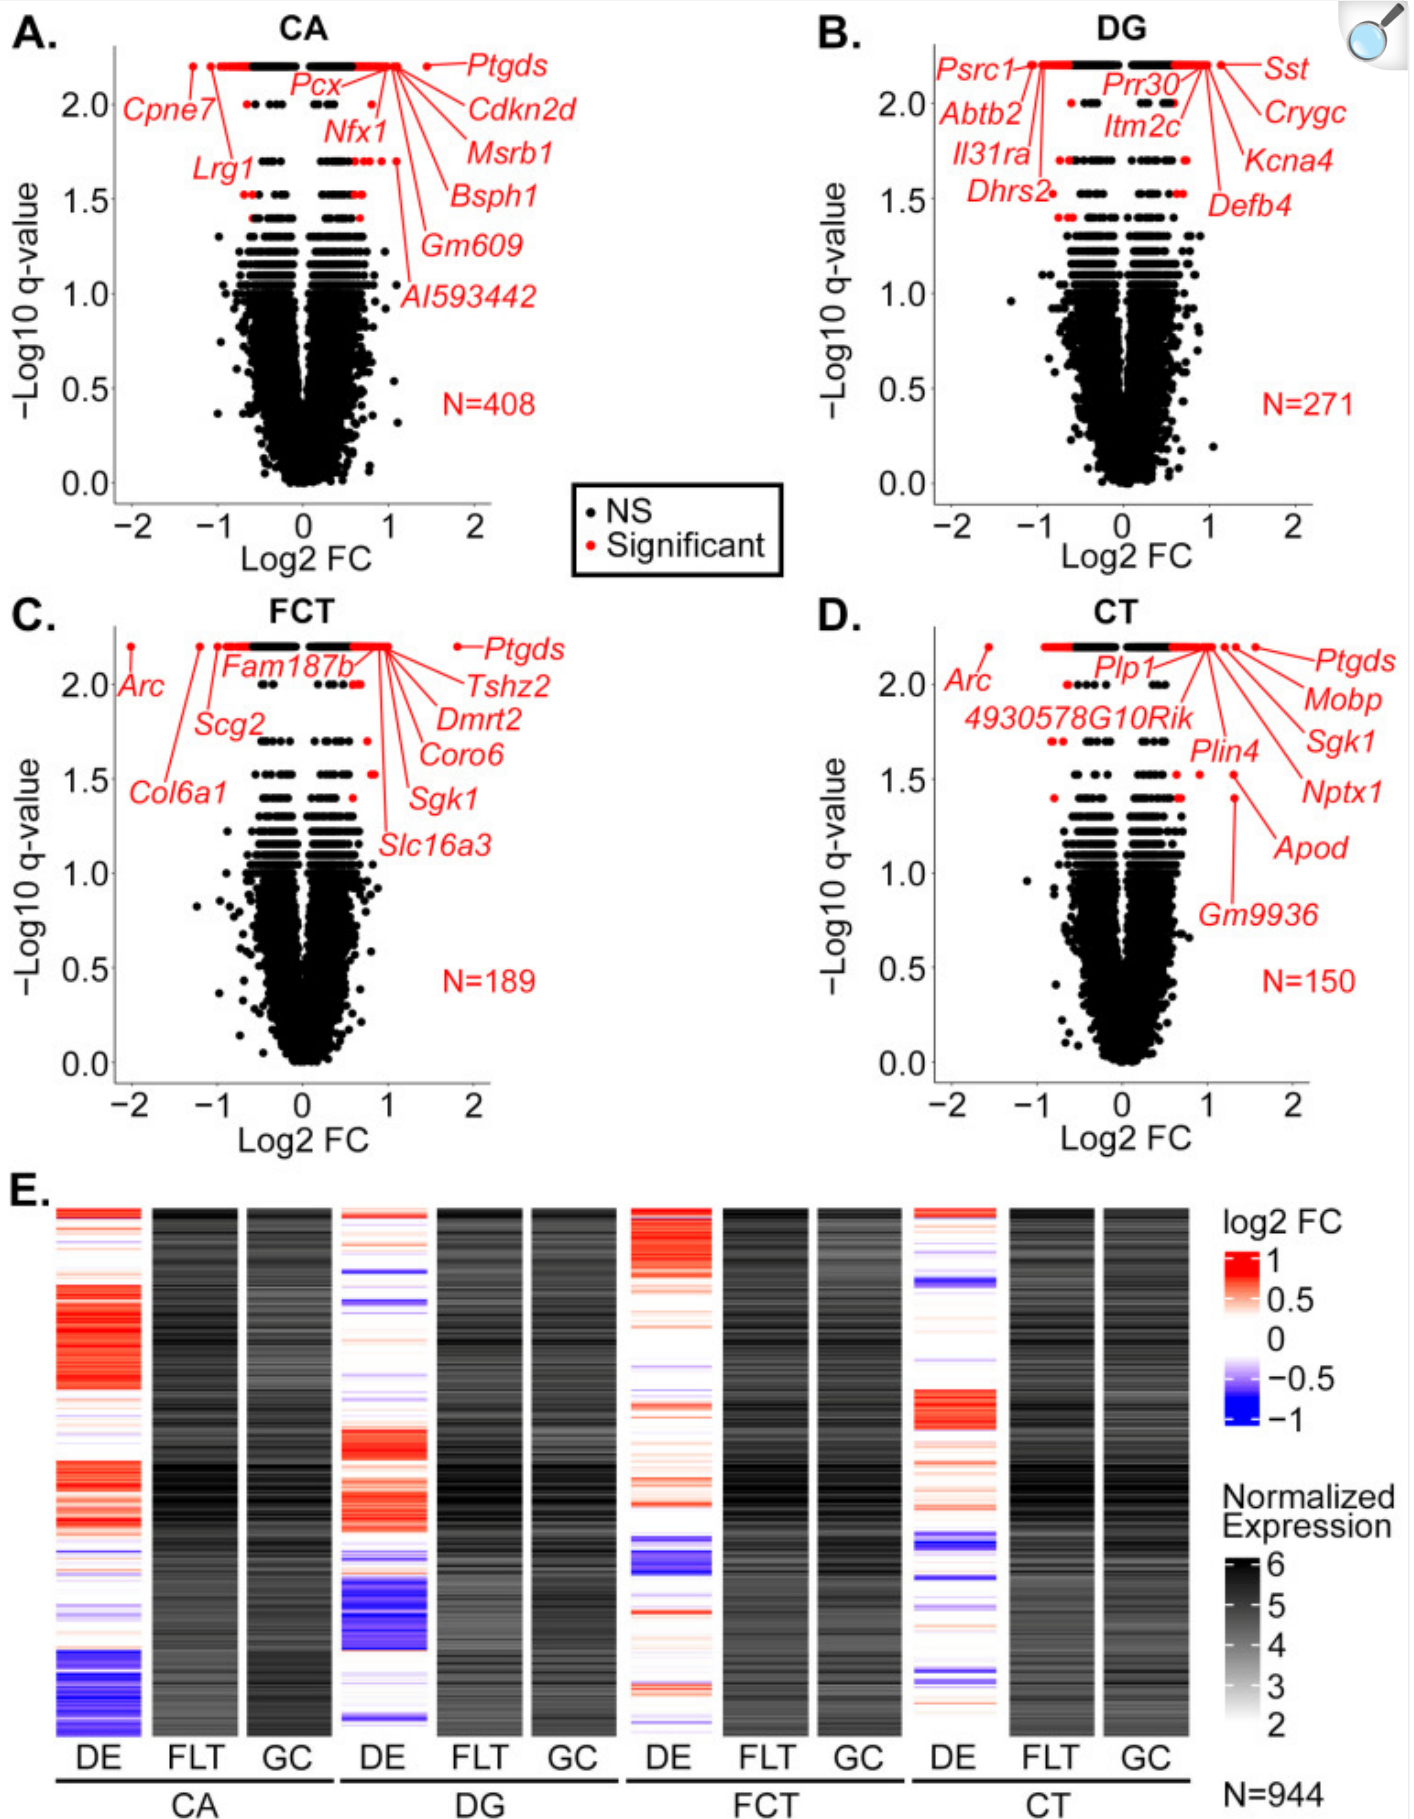 A.
CA
−Log10 q-value
2.0
1.5
1.0
0.5
0.0
−2 −1 0 1 2
Log2 FC
Cpne7
Lrg1
Pcx
Nfx1
Ptgds
Cdkn2d
Msrb1
Bsph1
Gm609
AI593442
N=408
B.
DG
−Log10 q-value
2.0
1.5
1.0
0.5
0.0
−2 −1 0 1 2
Log2 FC
Psrc1
Abtb2
Il31ra
Dhrs2
Prr30
Itm2c
Sst
Crygc
Kcna4
Defb4
N=271
NS
Significant
C.
FCT
−Log10 q-value
2.0
1.5
1.0
0.5
0.0
−2 −1 0 1 2
Log2 FC
Arc
Scg2
Col6a1
Fam187b
Ptgds
Tshz2
Dmrt2
Coro6
Sgk1
Slc16a3
N=189
D.
CT
−Log10 q-value
2.0
1.5
1.0
0.5
0.0
−2 −1 0 1 2
Log2 FC
Arc
Plp1
4930578G10Rik
Plin4
Ptgds
Mobp
Sgk1
Nptx1
Apod
Gm9936
N=150
E.
log2 FC
1
0.5
0
−0.5
−1
Normalized
Expression
6
5
4
3
2
DE FLT GC DE FLT GC DE FLT GC DE FLT GC
CA DG FCT CT
N=944